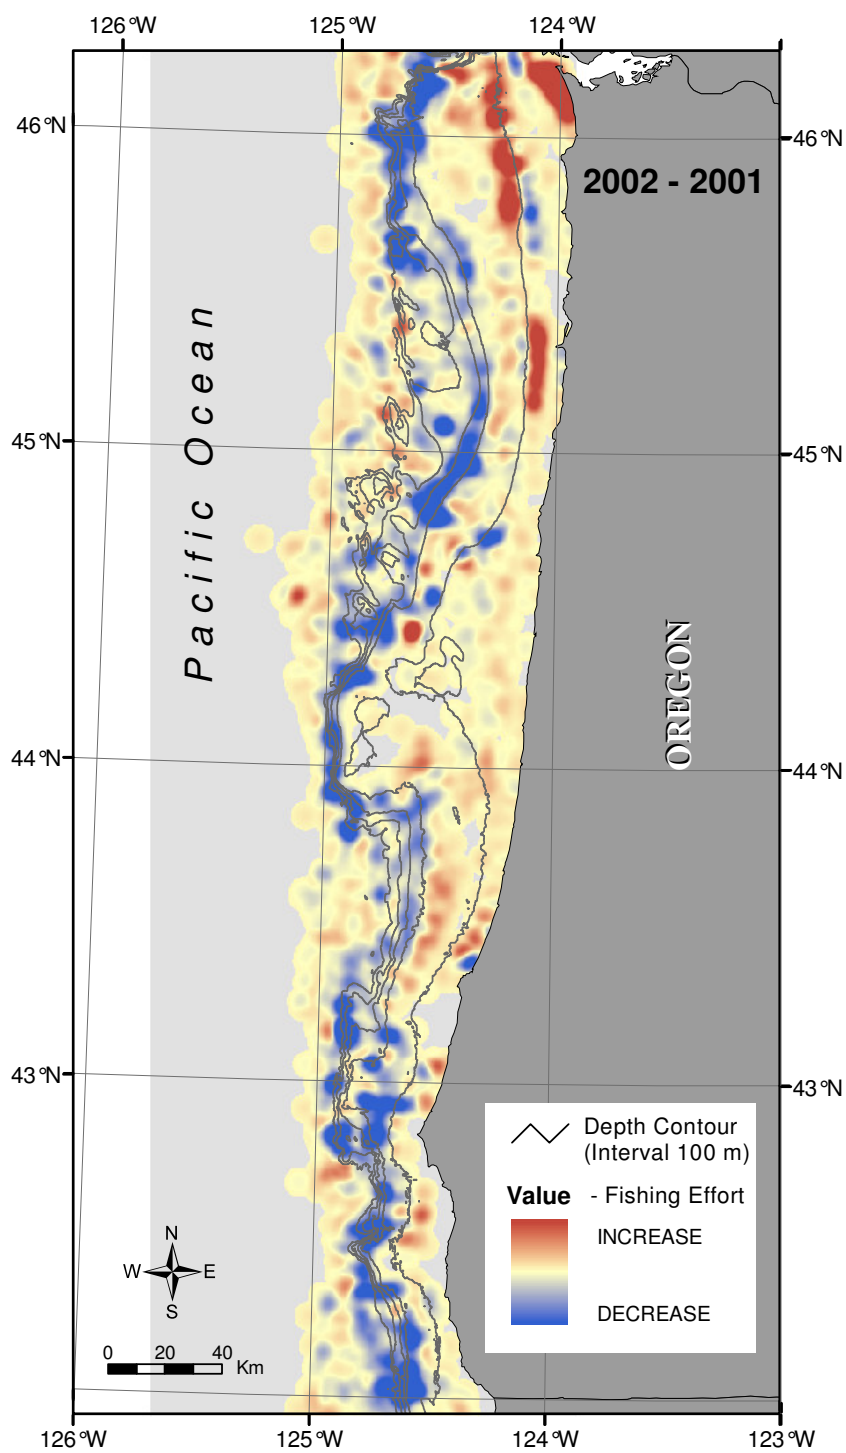 126°W 125°W 124°W
46°N 46°N
2002 - 2001
Pacific Ocean
45°N 45°N
OREGON
44°N 44°N
43°N 43°N
Depth Contour
(Interval 100 m)
Value - Fishing Effort
INCREASE
DECREASE
N
W E
S
0 20 40
Km
126°W 125°W 124°W 123°W